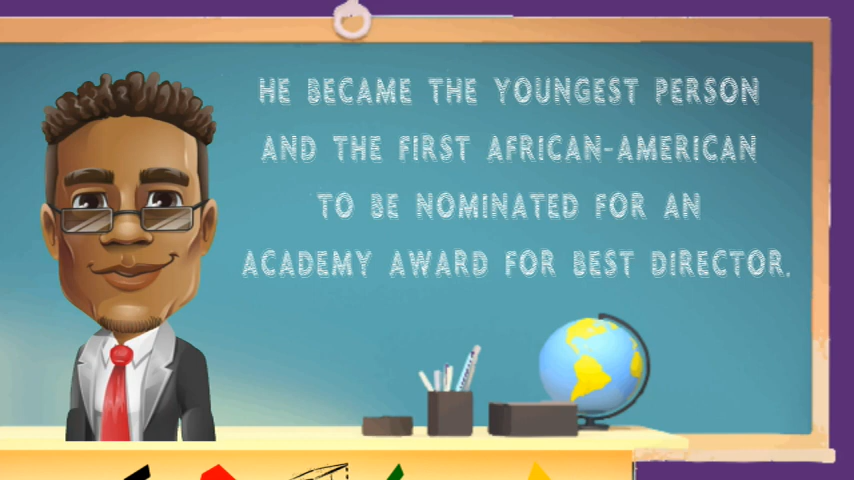 HE BECAME THE YOUNGEST PERSON
AND THE FIRST AFRICAN-AMERICAN
TO BE NOMINATED FOR AN
ACADEMY AWARD FOR BEST DIRECTOR.